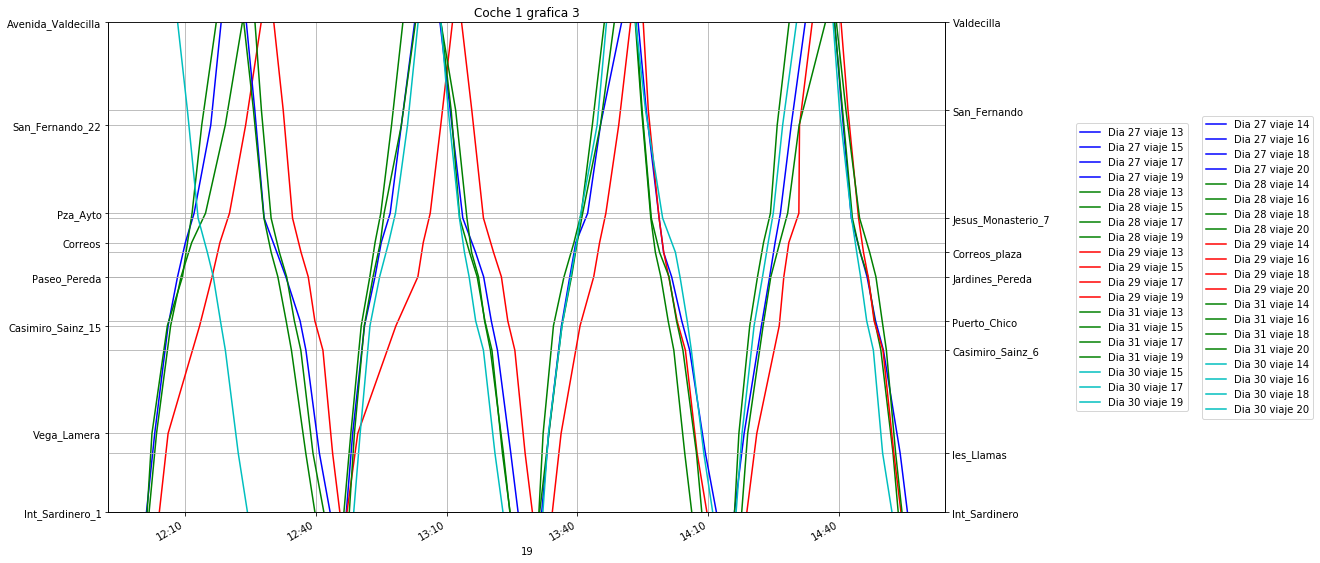 Coche 1 grafica 3
Avenida_Valdecilla
San_Fernando_22
Pza_Ayto
Correos
Paseo_Pereda
Casimiro_Sainz_15
Vega_Lamera
Int_Sardinero_1
Valdecilla
San_Fernando
Jesus_Monasterio_7
Correos_plaza
Jardines_Pereda
Puerto_Chico
Casimiro_Sainz_6
Ies_Llamas
Int_Sardinero
12:10
12:40
13:10
13:40
14:10
14:40
19
Dia 27 viaje 13
Dia 27 viaje 15
Dia 27 viaje 17
Dia 27 viaje 19
Dia 28 viaje 13
Dia 28 viaje 15
Dia 28 viaje 17
Dia 28 viaje 19
Dia 29 viaje 13
Dia 29 viaje 15
Dia 29 viaje 17
Dia 29 viaje 19
Dia 31 viaje 13
Dia 31 viaje 15
Dia 31 viaje 17
Dia 31 viaje 19
Dia 30 viaje 15
Dia 30 viaje 17
Dia 30 viaje 19
Dia 27 viaje 14
Dia 27 viaje 16
Dia 27 viaje 18
Dia 27 viaje 20
Dia 28 viaje 14
Dia 28 viaje 16
Dia 28 viaje 18
Dia 28 viaje 20
Dia 29 viaje 14
Dia 29 viaje 16
Dia 29 viaje 18
Dia 29 viaje 20
Dia 31 viaje 14
Dia 31 viaje 16
Dia 31 viaje 18
Dia 31 viaje 20
Dia 30 viaje 14
Dia 30 viaje 16
Dia 30 viaje 18
Dia 30 viaje 20